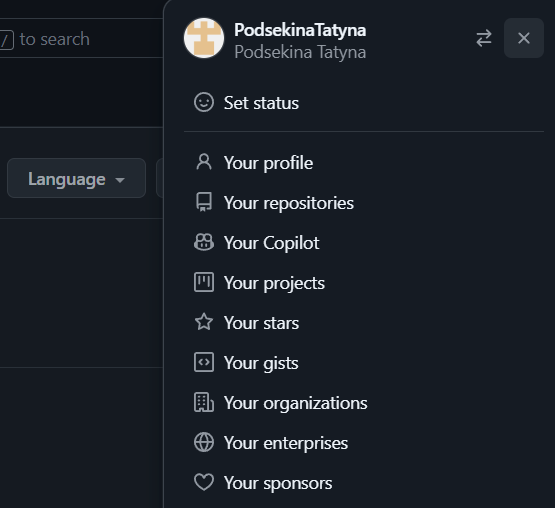 / to search
Language
PodsekinaTatyna
Podsekina Tatyna
Set status
Your profile
Your repositories
Your Copilot
Your projects
Your stars
Your gists
Your organizations
Your enterprises
Your sponsors